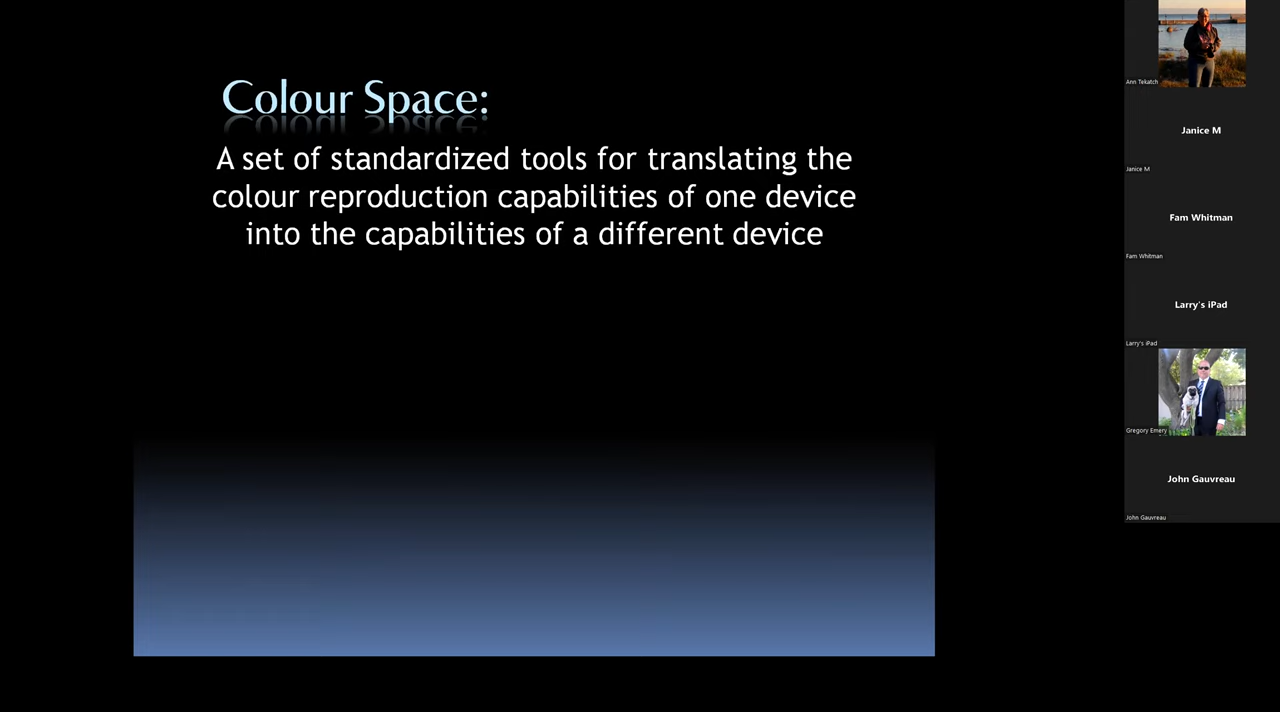 Colour Space:
A set of standardized tools for translating the
colour reproduction capabilities of one device
into the capabilities of a different device
Ann Tekatch
Janice M
Janice M
Fam Whitman
Fam Whitman
Larry's iPad
Larry's iPad
Gregory Emery
John Gauvreau
John Gauvreau